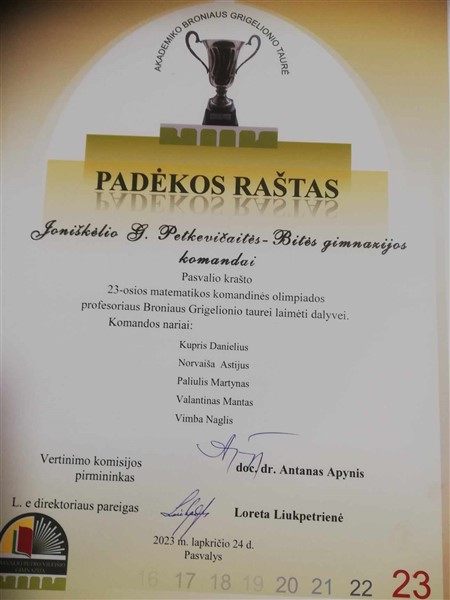 AKADEMIKO BRONIAUS GRIGELIONIO TAURĖ
PADĖKOS RAŠTAS
Joniškėlio G. Petkevičaitės-Bitės gimnazijos
komandai
Pasvalio krašto
23-osios matematikos komandinės olimpiados
profesoriaus Broniaus Grigelionio taurei laimėti dalyvei.
Komandos nariai:
Kupris Danielius
Norvaiša Astijus
Paliulis Martynas
Valantinas Mantas
Vimba Naglis
Vertinimo komisijos
pirmininkas
doc. dr. Antanas Apynis
L. e direktoriaus pareigas
Loreta Liukpetrienė
2023 m. lapkričio 24 d.
Pasvalys
16 17 18 19 20 21 22 23